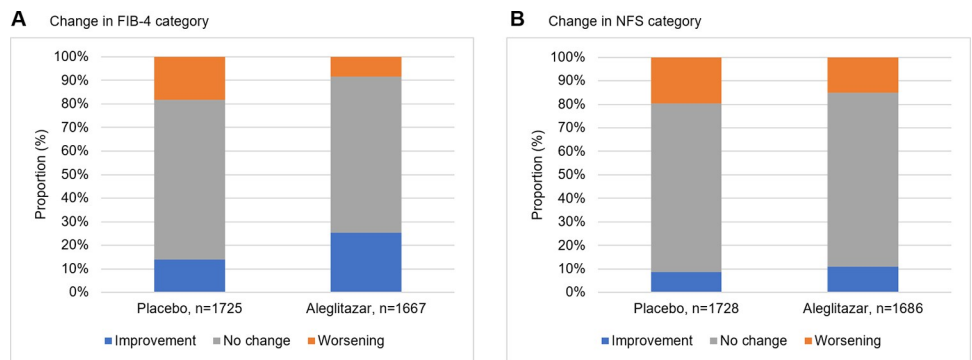 A Change in FIB-4 category
Proportion (%)
100%
90%
80%
70%
60%
50%
40%
30%
20%
10%
0%
Placebo, n=1725 Aleglitazar, n=1667
Improvement No change Worsening
B Change in NFS category
Proportion (%)
100%
90%
80%
70%
60%
50%
40%
30%
20%
10%
0%
Placebo, n=1728 Aleglitazar, n=1686
Improvement No change Worsening